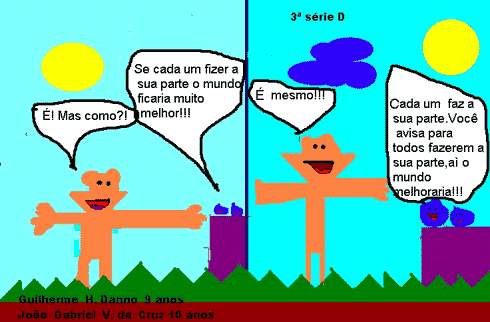 3ª série D
É! Mas como?!
Se cada um fizer a
sua parte o mundo
ficaria muito
melhor!!!
É mesmo!!!
Cada um faz a
sua parte.Você
avisa para
todos fazerem a
sua parte,aì o
mundo
melhoraria!!!
Guilherme H. Danno 9 anos
João Gabriel V. da Cruz 10 anos